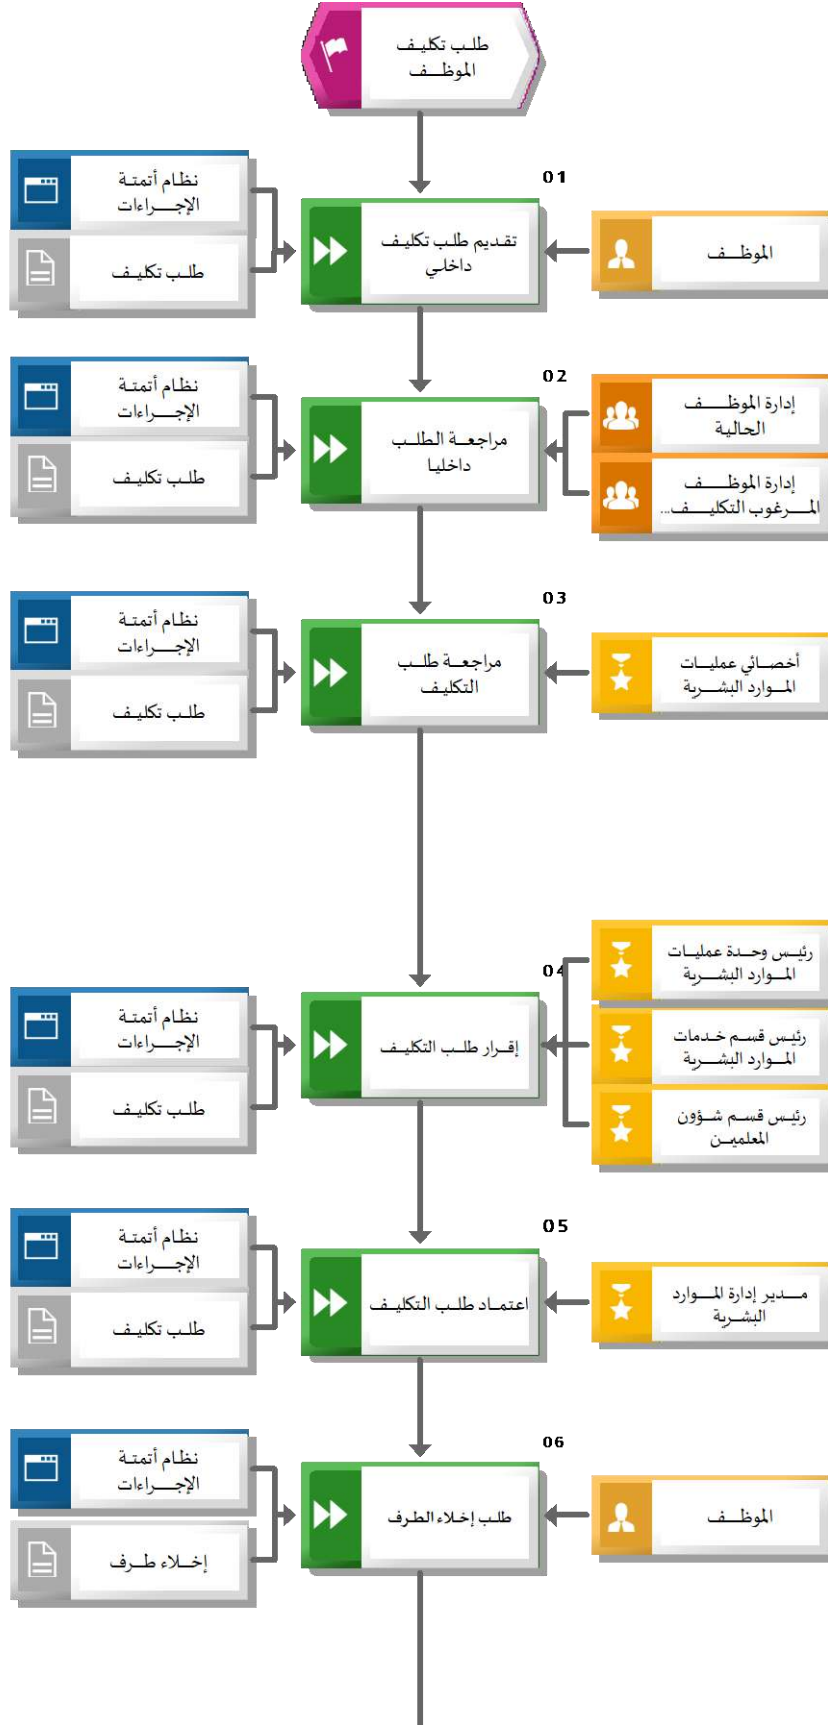 طلب تكليف
الموظف
01
نظام أتمتة
الإجراءات
طلب تكليف
تقديم طلب تكليف
داخلي
الموظف
02
نظام أتمتة
الإجراءات
طلب تكليف
مراجعة الطلب
داخليا
إدارة الموظف
الحالية
إدارة الموظف
المرغوب التكليف...
03
نظام أتمتة
الإجراءات
طلب تكليف
مراجعة طلب
التكليف
أخصائي عمليات
الموارد البشرية
04
نظام أتمتة
الإجراءات
طلب تكليف
إقرار طلب التكليف
رئيس وحدة عمليات
الموارد البشرية
رئيس قسم خدمات
الموارد البشرية
رئيس قسم شؤون
المعلمين
05
نظام أتمتة
الإجراءات
طلب تكليف
اعتماد طلب التكليف
مدير إدارة الموارد
البشرية
06
نظام أتمتة
الإجراءات
إخلاء طرف
طلب إخلاء الطرف
الموظف